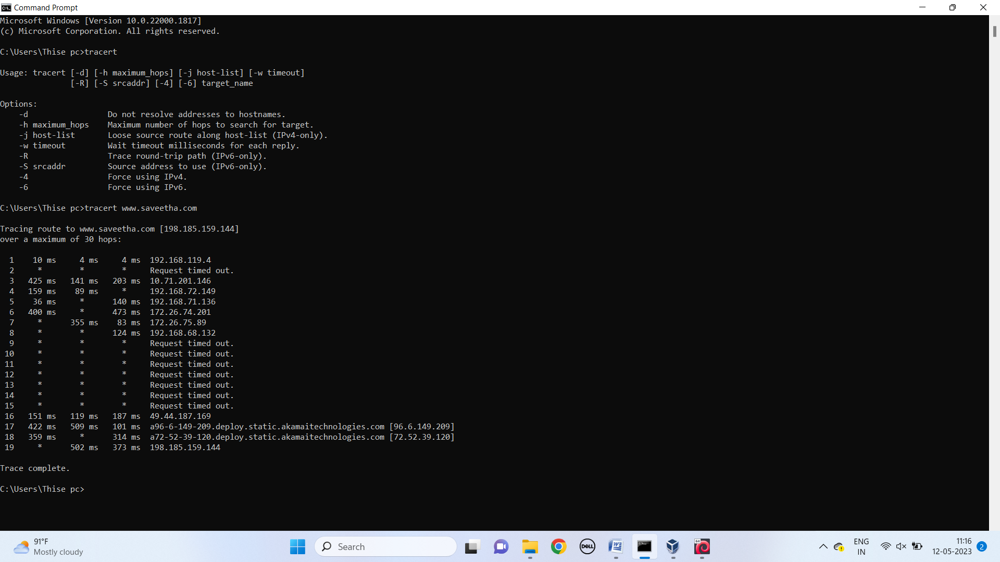 Command Prompt
Microsoft Windows [Version 10.0.22000.1817]
(c) Microsoft Corporation. All rights reserved.
C:\Users\Thise pc>tracert
Usage: tracert [-d] [-h maximum_hops] [-j host-list] [-w timeout]
               [-R] [-S srcaddr] [-4] [-6] target_name
Options:
    -d                 Do not resolve addresses to hostnames.
    -h maximum_hops    Maximum number of hops to search for target.
    -j host-list       Loose source route along host-list (IPv4-only).
    -w timeout         Wait timeout milliseconds for each reply.
    -R                 Trace round-trip path (IPv6-only).
    -S srcaddr         Source address to use (IPv6-only).
    -4                 Force using IPv4.
    -6                 Force using IPv6.
C:\Users\Thise pc>tracert www.saveetha.com
Tracing route to www.saveetha.com [198.185.159.144]
over a maximum of 30 hops:
  1    10 ms     4 ms     4 ms  192.168.119.4
  2     *        *        *     Request timed out.
  3   425 ms   141 ms   203 ms  10.71.201.146
  4   159 ms    89 ms     *     192.168.72.149
  5    36 ms     *      140 ms  192.168.71.136
  6   400 ms     *      473 ms  172.26.74.201
  7     *      355 ms    83 ms  172.26.75.89
  8     *        *      124 ms  192.168.68.132
  9     *        *        *     Request timed out.
 10     *        *        *     Request timed out.
 11     *        *        *     Request timed out.
 12     *        *        *     Request timed out.
 13     *        *        *     Request timed out.
 14     *        *        *     Request timed out.
 15     *        *        *     Request timed out.
 16   151 ms   119 ms   187 ms  49.44.187.169
 17   422 ms   509 ms   101 ms  a96-6-149-209.deploy.static.akamaitechnologies.com [96.6.149.209]
 18   359 ms     *      314 ms  a72-52-39-120.deploy.static.akamaitechnologies.com [72.52.39.120]
 19     *      502 ms   373 ms  198.185.159.144
Trace complete.
C:\Users\Thise pc>
91°F
Mostly cloudy
Search
DELL
64
ENG
IN
11:16
12-05-2023
2